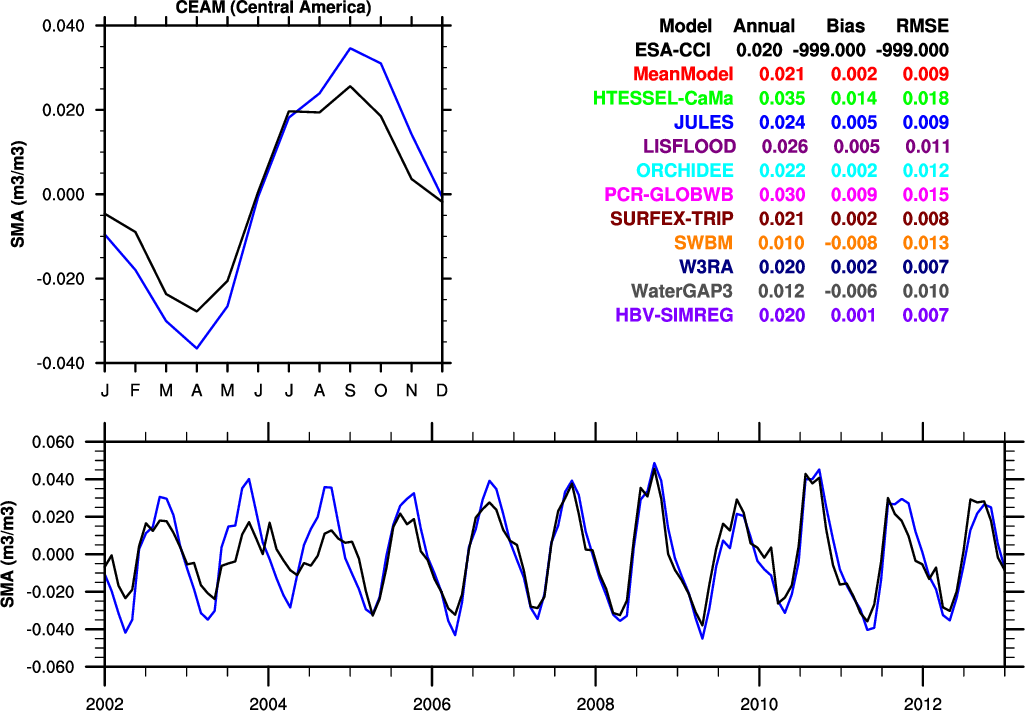 CEAM (Central America)
0.040
0.020
0.000
-0.020
-0.040
SMA (m3/m3)
J F M A M J J A S O N D
Model Annual Bias RMSE
ESA-CCI 0.020 -999.000 -999.000
MeanModel 0.021 0.002 0.009
HTESSEL-CaMa 0.035 0.014 0.018
JULES 0.024 0.005 0.009
LISFLOOD 0.026 0.005 0.011
ORCHIDEE 0.022 0.002 0.012
PCR-GLOBWB 0.030 0.009 0.015
SURFEX-TRIP 0.021 0.002 0.008
SWBM 0.010 -0.008 0.013
W3RA 0.020 0.002 0.007
WaterGAP3 0.012 -0.006 0.010
HBV-SIMREG 0.020 0.001 0.007
0.060
0.040
0.020
0.000
-0.020
-0.040
-0.060
SMA (m3/m3)
2002 2004 2006 2008 2010 2012